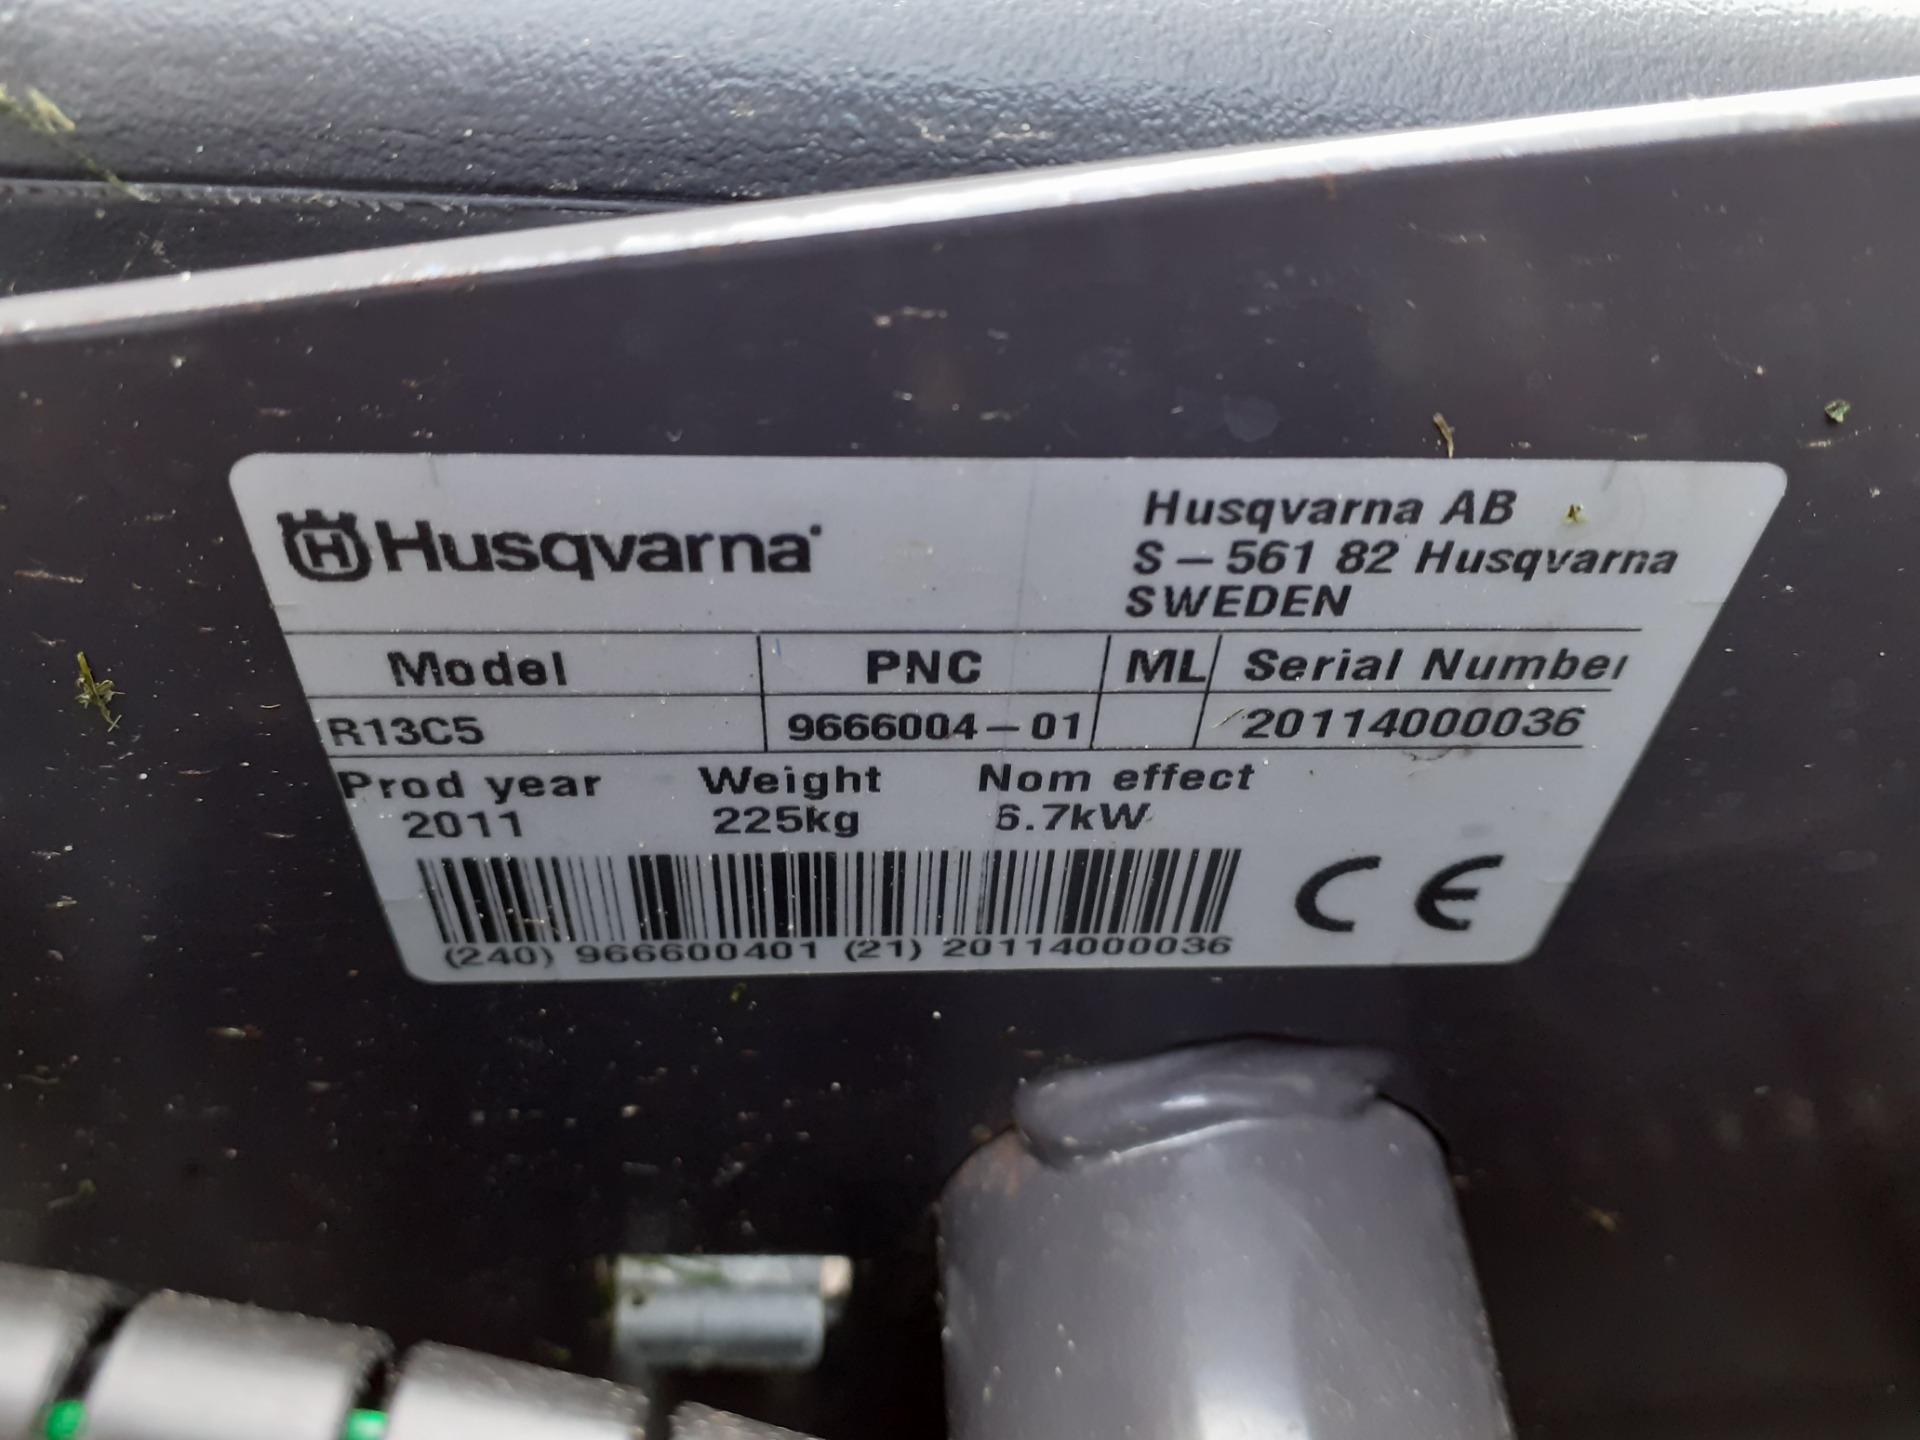 Husqvarna
Husqvarna AB
S-561 82 Husqvarna
SWEDEN
Model PNC ML Serial Number
R13C5 9666004-01 20114000036
Prod year Weight Nom effect
2011 225kg 6.7kW
CE
(240) 966600401 (21) 20114000036